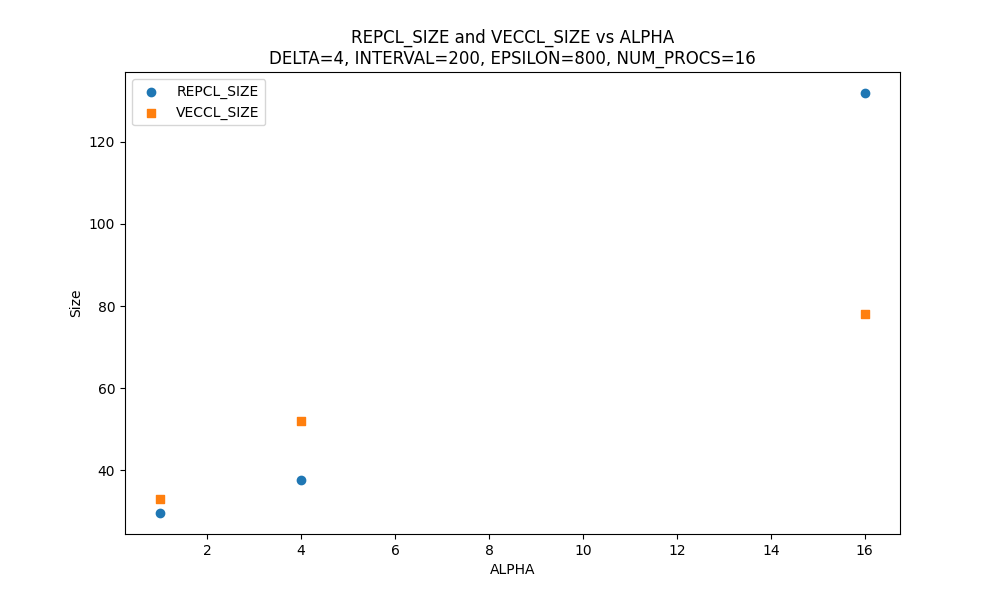 REPCL_SIZE and VECCL_SIZE vs ALPHA
DELTA=4, INTERVAL=200, EPSILON=800, NUM_PROCS=16
REPCL_SIZE
VECCL_SIZE
120
100
80
60
40
Size
2 4 6 8 10 12 14 16
ALPHA